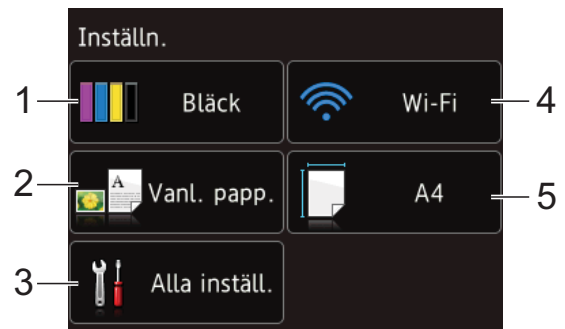 Inställn.
1 Bläck
Wi-Fi 4
2 A Vanl. papp.
A4 5
3 Alla inställ.